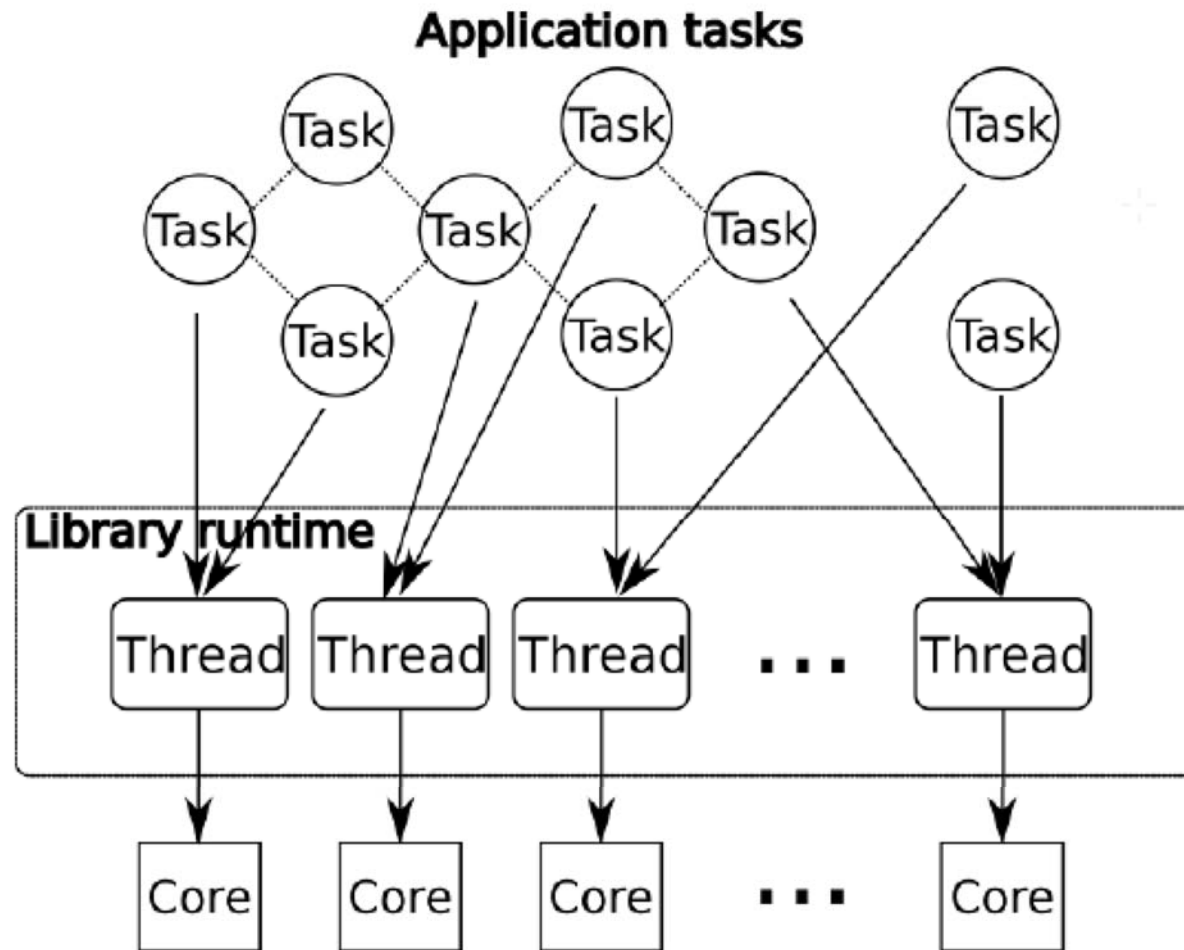 Application tasks
Task
Task
Task
Task
Task
Task
Task
Task
Task
Library runtime
Thread
Thread
Thread
...
Thread
Core
Core
Core
...
Core